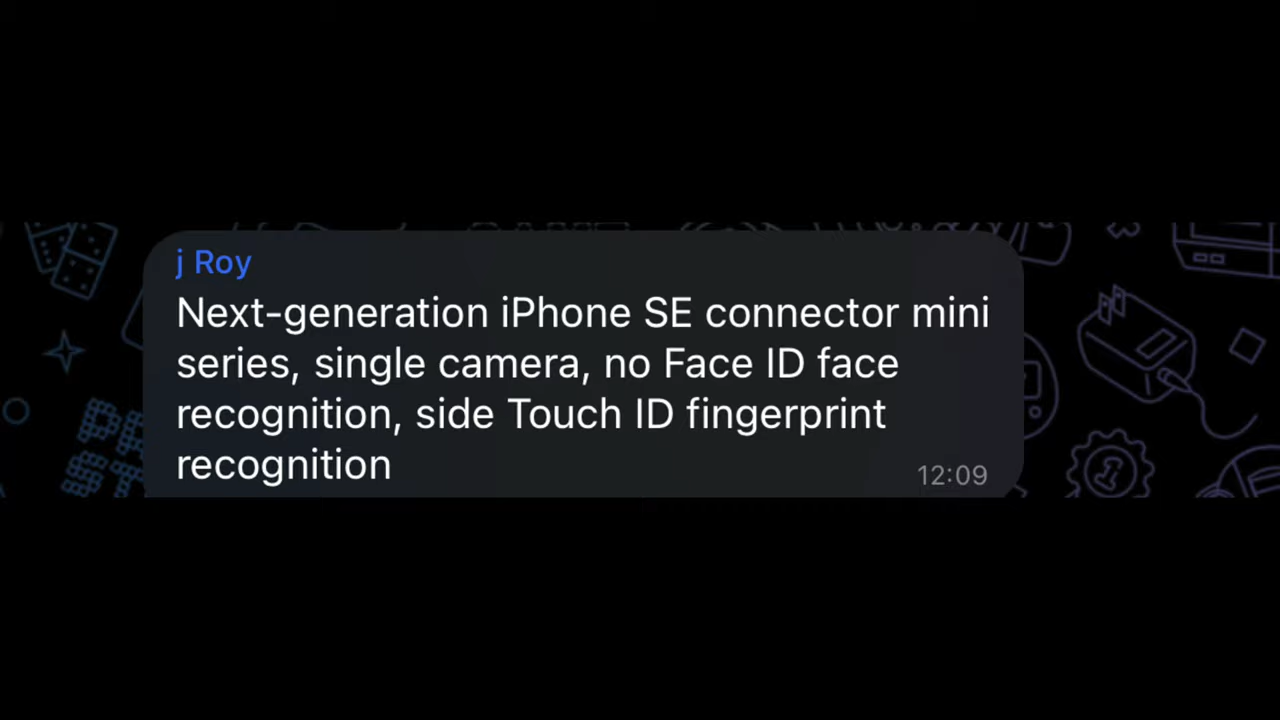 j Roy
Next-generation iPhone SE connector mini
series, single camera, no Face ID face
recognition, side Touch ID fingerprint
recognition
12:09